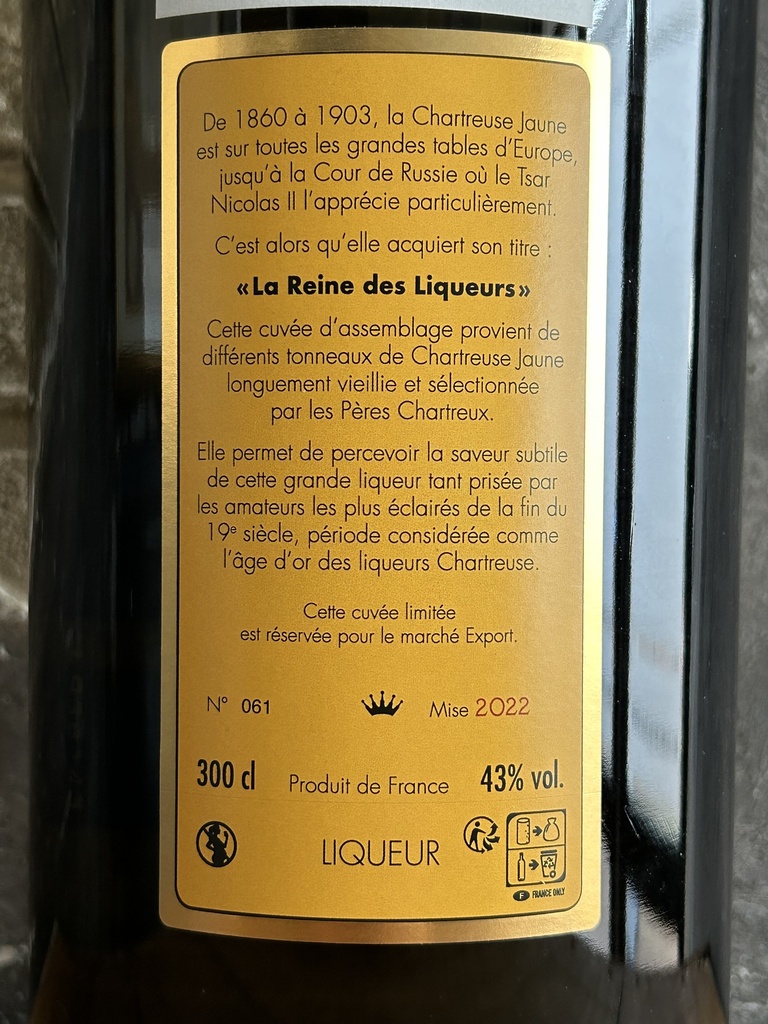 De 1860 à 1903, la Chartreuse Jaune
est sur toutes les grandes tables d'Europe,
jusqu'à la Cour de Russie où le Tsar
Nicolas II l'apprécie particulièrement.
C'est alors qu'elle acquiert son titre :
«La Reine des Liqueurs»
Cette cuvée d'assemblage provient de
différents tonneaux de Chartreuse Jaune
longuement vieillie et sélectionnée
par les Pères Chartreux.
Elle permet de percevoir la saveur subtile
de cette grande liqueur tant prisée par
les amateurs les plus éclairés de la fin du
19e siècle, période considérée comme
l'âge d'or des liqueurs Chartreuse.
Cette cuvée limitée
est réservée pour le marché Export.
N° 061 Mise 2022
300 cl Produit de France 43% vol.
LIQUEUR
F FRANCE ONLY